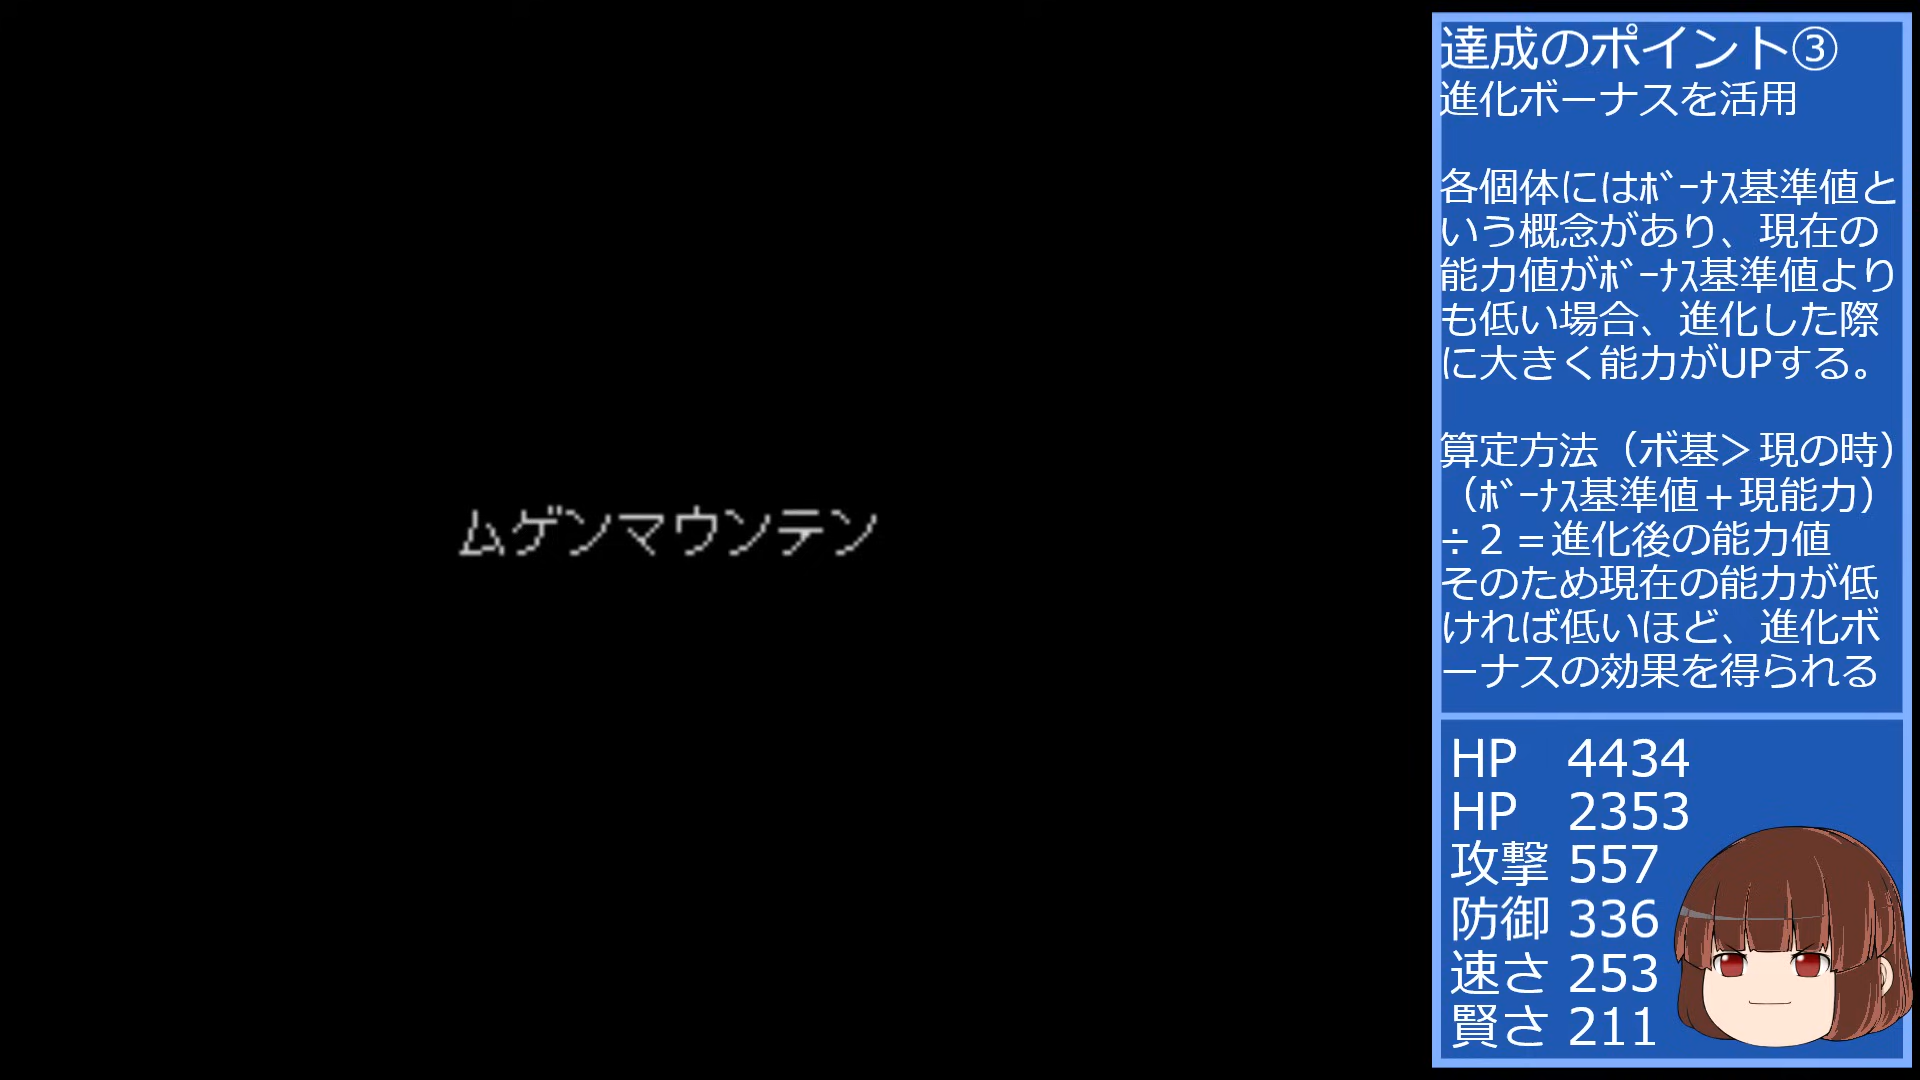 ムゲンマウンテン
達成のポイント③
進化ボーナスを活用
各個体にはﾎﾞｰﾅｽ基準値と
いう概念があり、現在の
能力値がﾎﾞｰﾅｽ基準値より
も低い場合、進化した際
に大きく能力がUPする。
算定方法（ボ基＞現の時）
（ﾎﾞｰﾅｽ基準値＋現能力）
÷２＝進化後の能力値
そのため現在の能力が低
ければ低いほど、進化ボ
ーナスの効果を得られる
HP 4434
HP 2353
攻撃 557
防御 336
速さ 253
賢さ 211